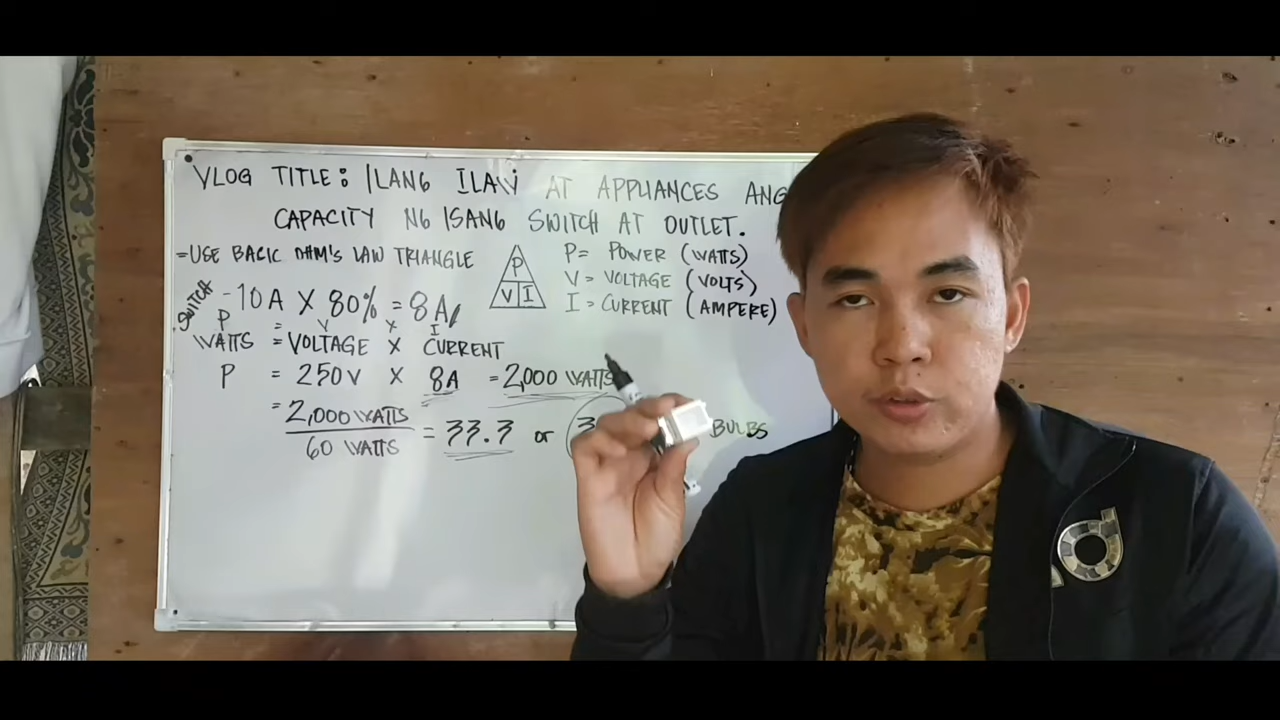 VLOG TITLE: ILANG ILAW AT APPLIANCES ANG
CAPACITY NG ISANG SWITCH AT OUTLET.
=USE BACIC OHM'S LAW TRIANGLE
P
V I
P= POWER (WATTS)
V= VOLTAGE (VOLTS)
I= CURRENT (AMPERE)
SWITCH
-10A X 80% = 8A
P = V X I
WATTS = VOLTAGE X CURRENT
P = 250V X 8A = 2,000 WATTS
= 2,000 WATTS
60 WATTS
= 33.3 or
BULBS